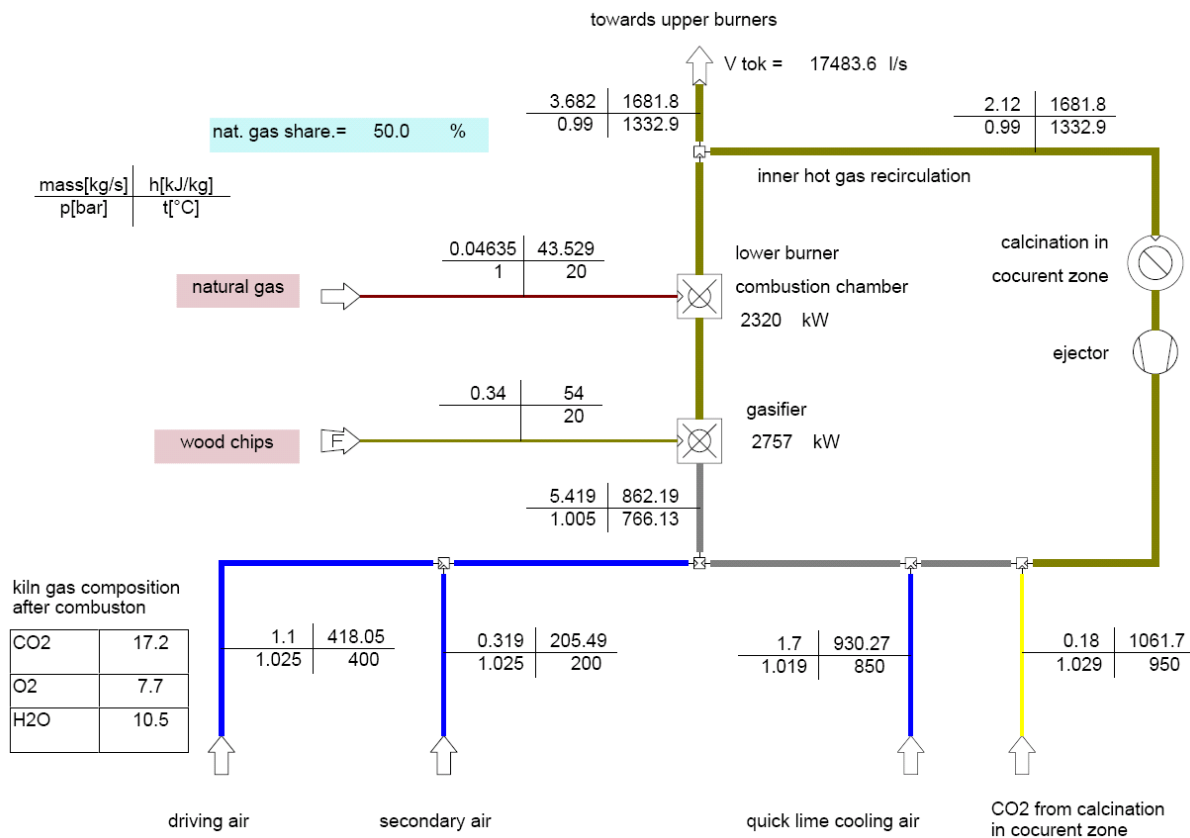 towards upper burners
V tok = 17483.6 l/s
3.682 1681.8
0.99 1332.9
2.12 1681.8
0.99 1332.9
nat. gas share.= 50.0 %
mass[kg/s] h[kJ/kg]
p[bar] t[°C]
inner hot gas recirculation
0.04635 43.529
1 20
natural gas
lower burner
combustion chamber
2320 kW
calcination in
cocurent zone
ejector
0.34 54
20
wood chips
F
gasifier
2757 kW
5.419 862.19
1.005 766.13
kiln gas composition
after combuston
CO2 17.2
O2 7.7
H2O 10.5
1.1 418.05
1.025 400
0.319 205.49
1.025 200
1.7 930.27
1.019 850
0.18 1061.7
1.029 950
driving air
secondary air
quick lime cooling air
CO2 from calcination
in cocurent zone